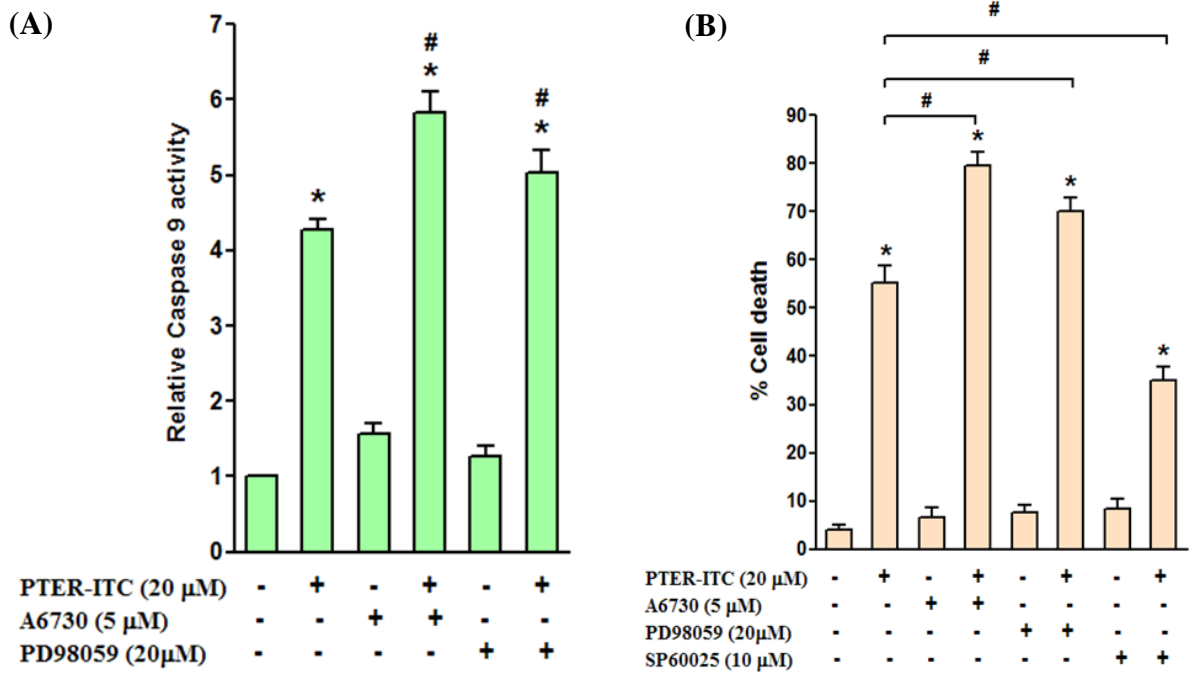 (A)
Relative Caspase 9 activity
7
6
5
4
3
2
1
0
*
# *
# *
PTER-ITC (20 µM) - + - + - +
A6730 (5 µM) - - + + - -
PD98059 (20µM) - - - - + +
(B)
#
#
#
% Cell death
90
80
70
60
50
40
30
20
10
0
*
*
*
*
PTER-ITC (20 µM) - + - + - + - +
A6730 (5 µM) - - + + - - - -
PD98059 (20µM) - - - - + + - -
SP60025 (10 µM) - - - - - - + +